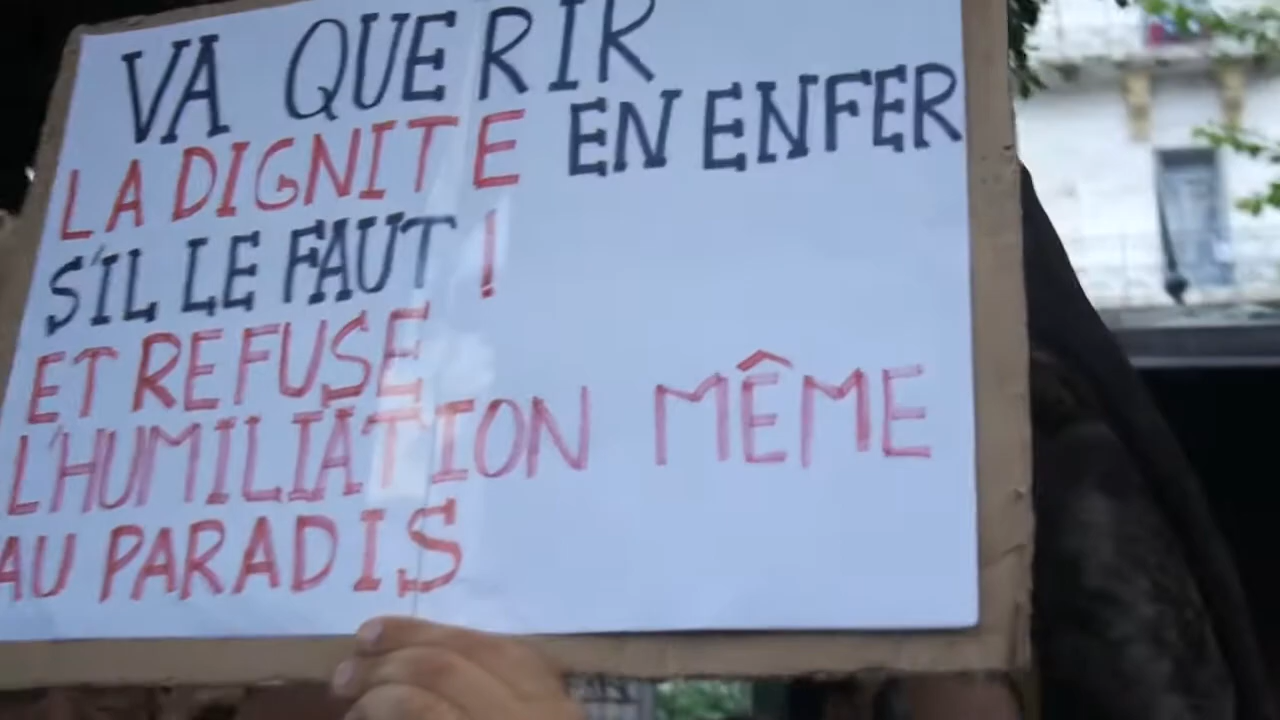 VA QUERIR
LA DIGNITE EN ENFER
S'IL LE FAUT !
ET REFUSE
L'HUMILIATION MÊME
AU PARADIS